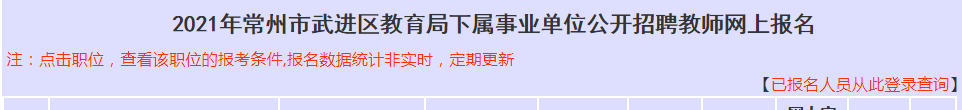 2021年常州市武进区教育局下属事业单位公开招聘教师网上报名
注：点击职位，查看该职位的报考条件,报名数据统计非实时，定期更新
【已报名人员从此登录查询】